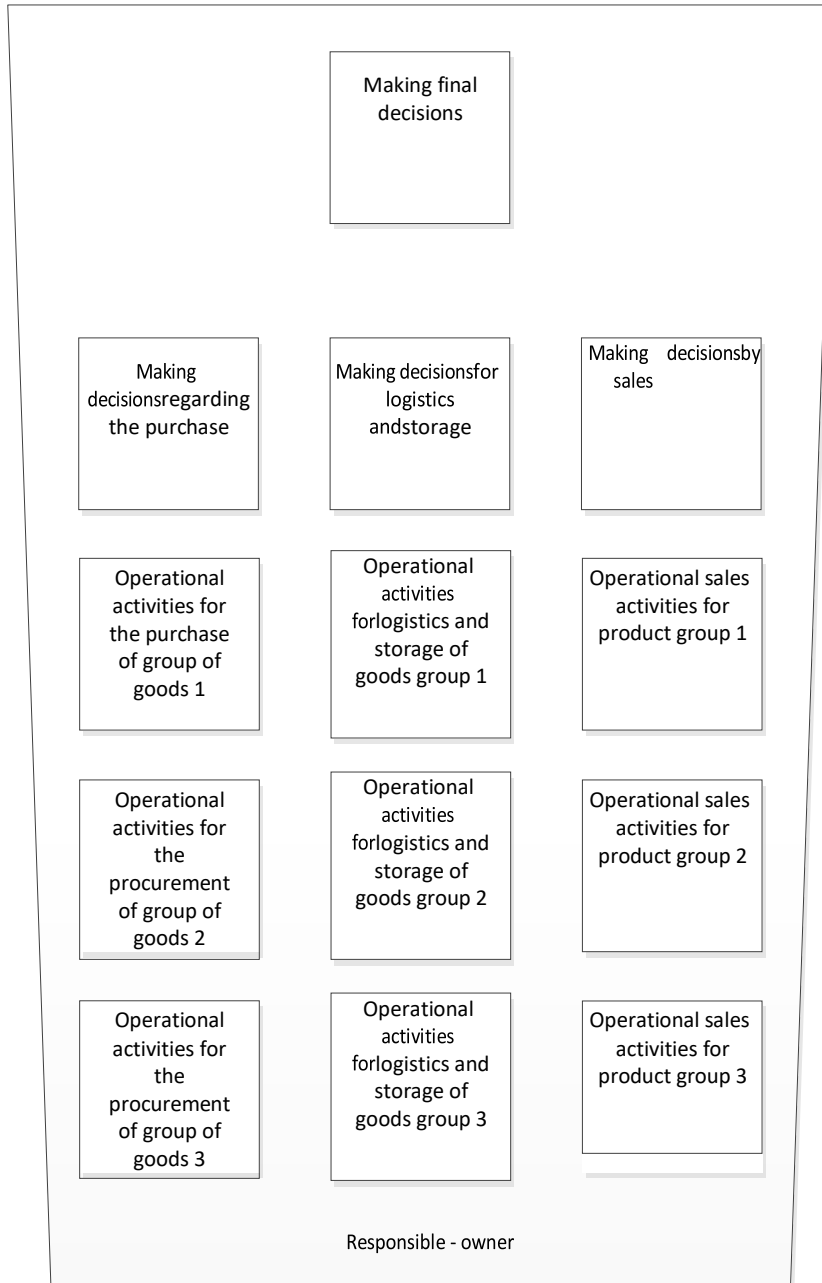 Making final
decisions
Making
decisionsregarding
the purchase
Making decisionsfor
logistics
andstorage
Making decisionsby
sales
Operational
activities for
the purchase
of group of
goods 1
Operational
activities
forlogistics and
storage of
goods group 1
Operational sales
activities for
product group 1
Operational
activities for
the
procurement
of group of
goods 2
Operational
activities
forlogistics and
storage of
goods group 2
Operational sales
activities for
product group 2
Operational
activities for
the
procurement
of group of
goods 3
Operational
activities
forlogistics and
storage of
goods group 3
Operational sales
activities for
product group 3
Responsible - owner